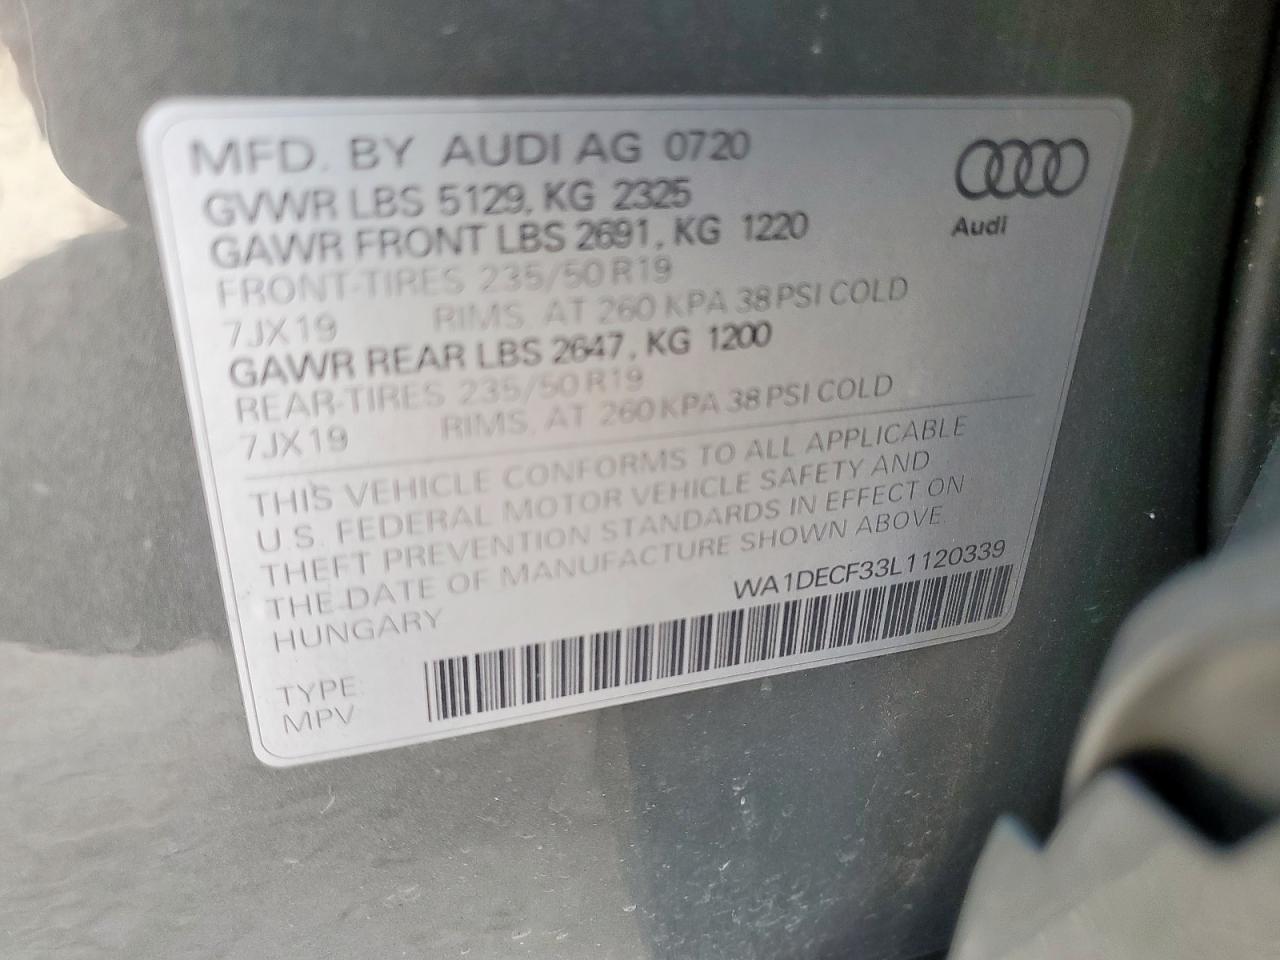 MFD. BY AUDI AG 0720
GVWR LBS 5129, KG 2325
GAWR FRONT LBS 2691, KG 1220
FRONT-TIRES 235/50 R19
7JX19 RIMS, AT 260 KPA 38 PSI COLD
GAWR REAR LBS 2647, KG 1200
REAR-TIRES 235/50 R19
7JX19 RIMS, AT 260 KPA 38 PSI COLD
Audi
THIS VEHICLE CONFORMS TO ALL APPLICABLE
U.S. FEDERAL MOTOR VEHICLE SAFETY AND
THEFT PREVENTION STANDARDS IN EFFECT ON
THE DATE OF MANUFACTURE SHOWN ABOVE.
HUNGARY
WA1DECF33L1120339
TYPE:
MPV